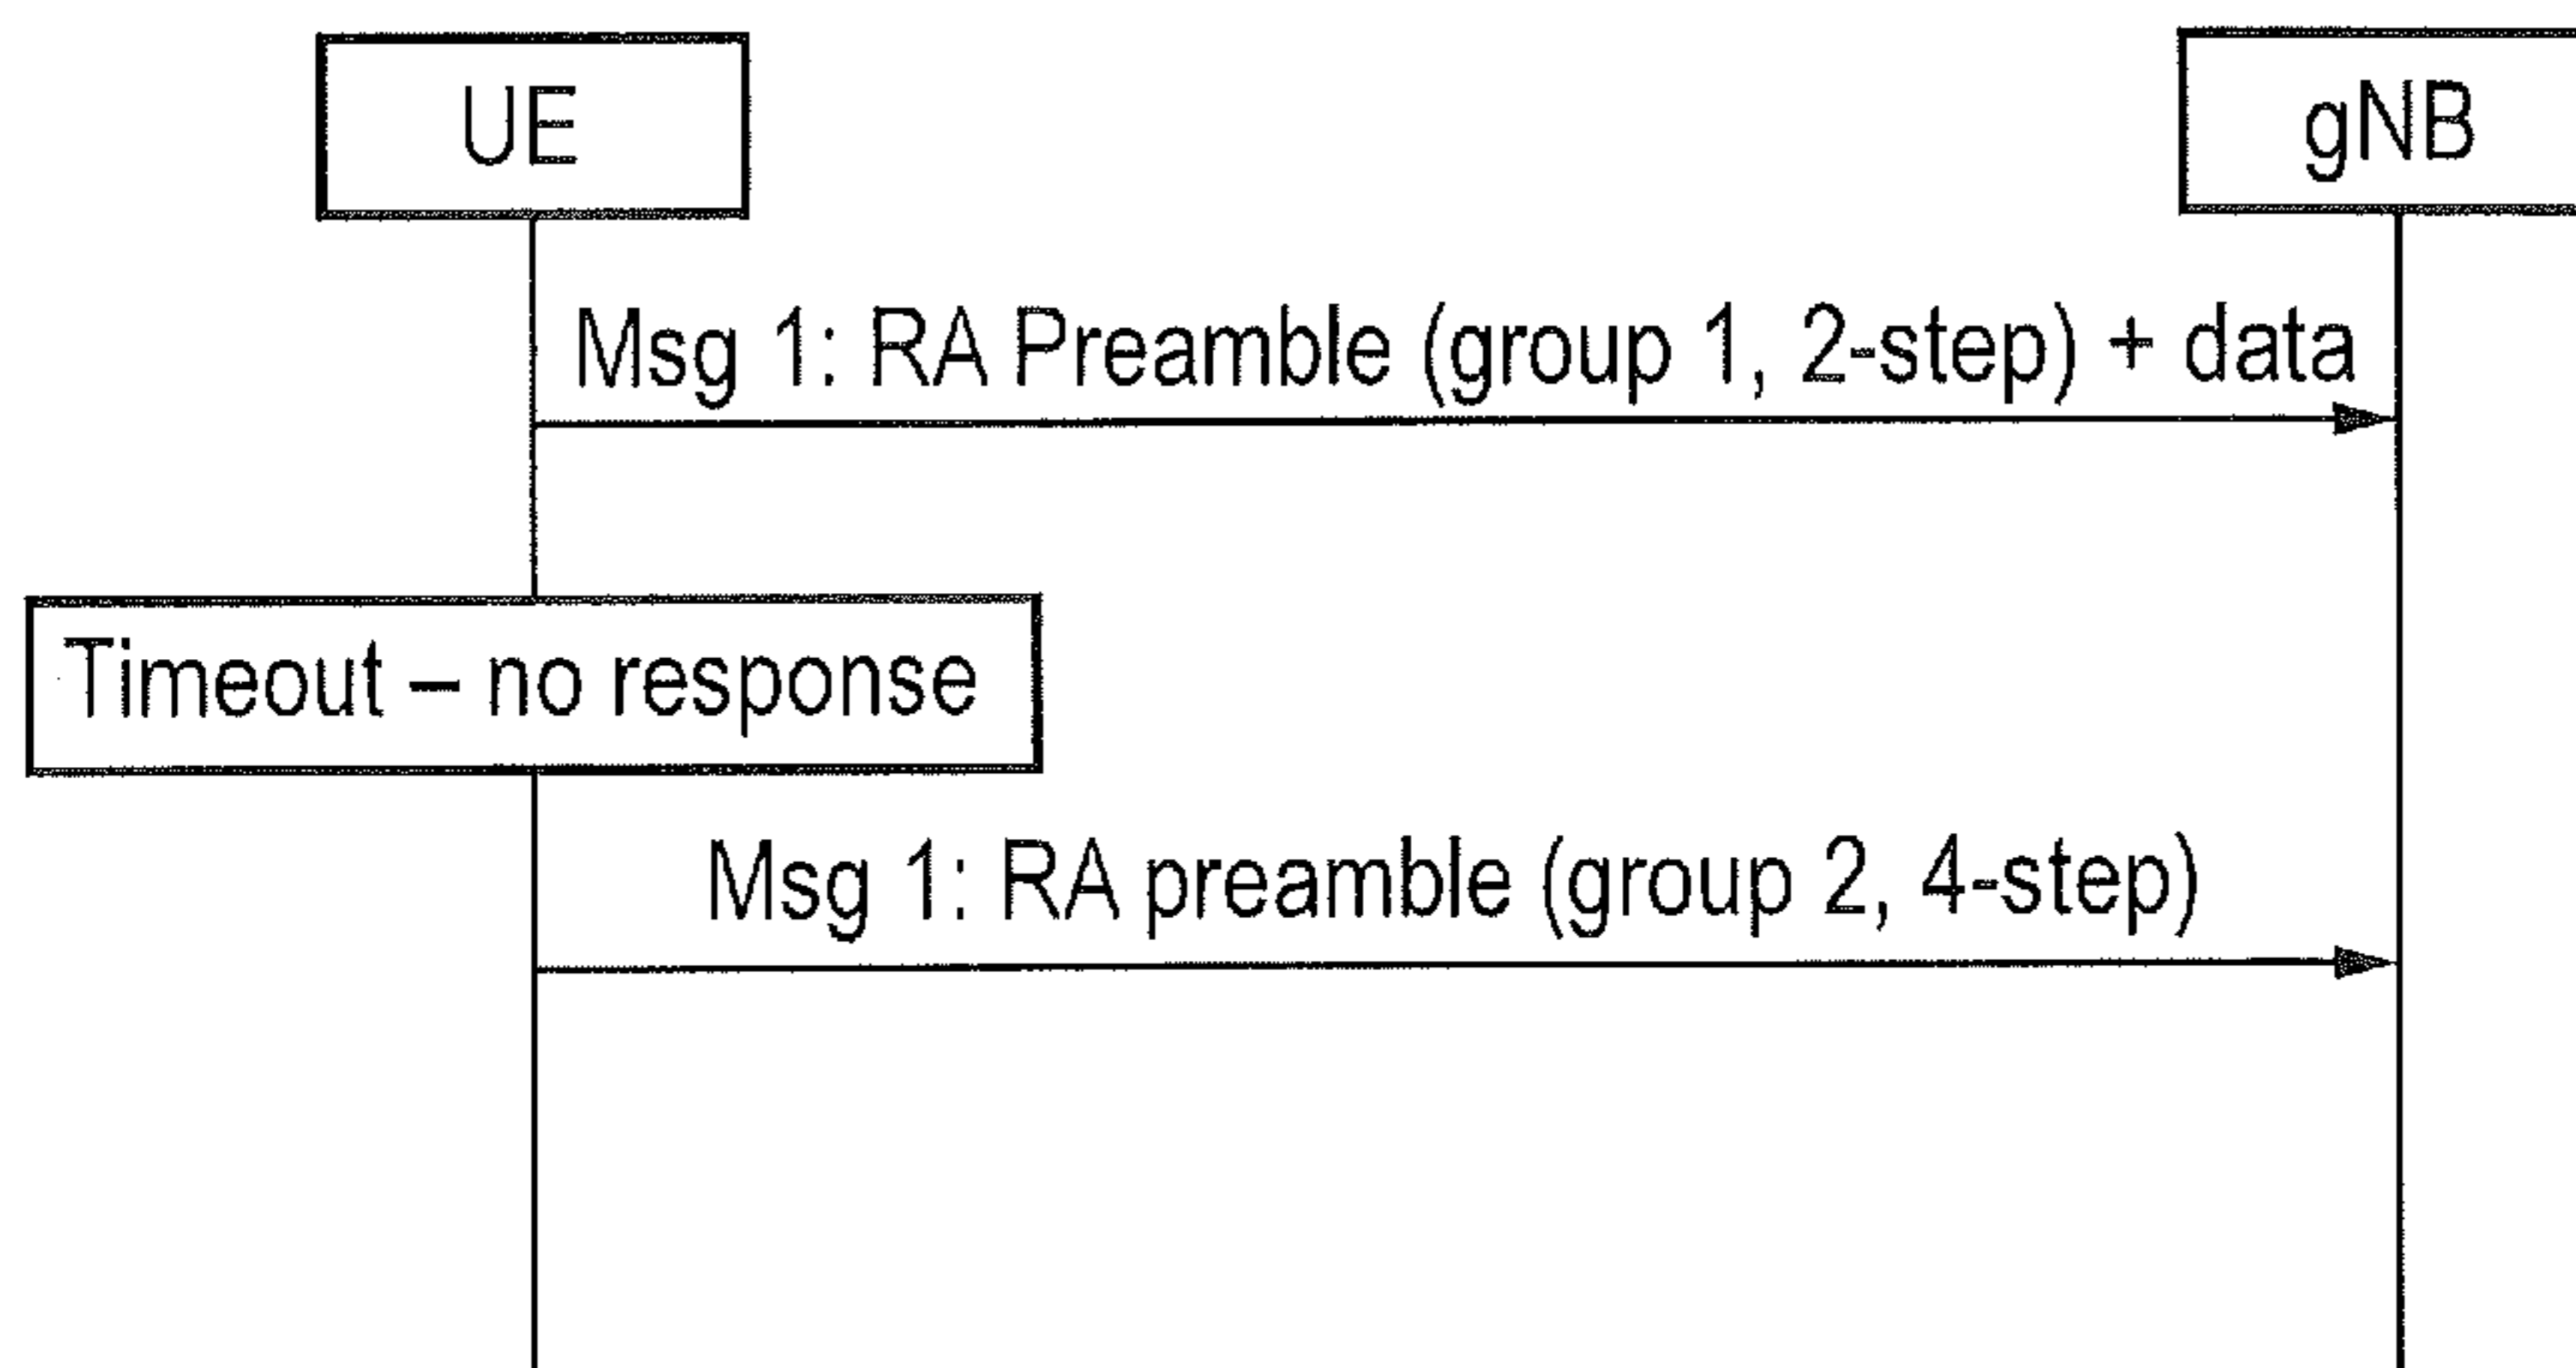 UE
gNB
Msg 1: RA Preamble (group 1, 2-step) + data
Timeout – no response
Msg 1: RA preamble (group 2, 4-step)